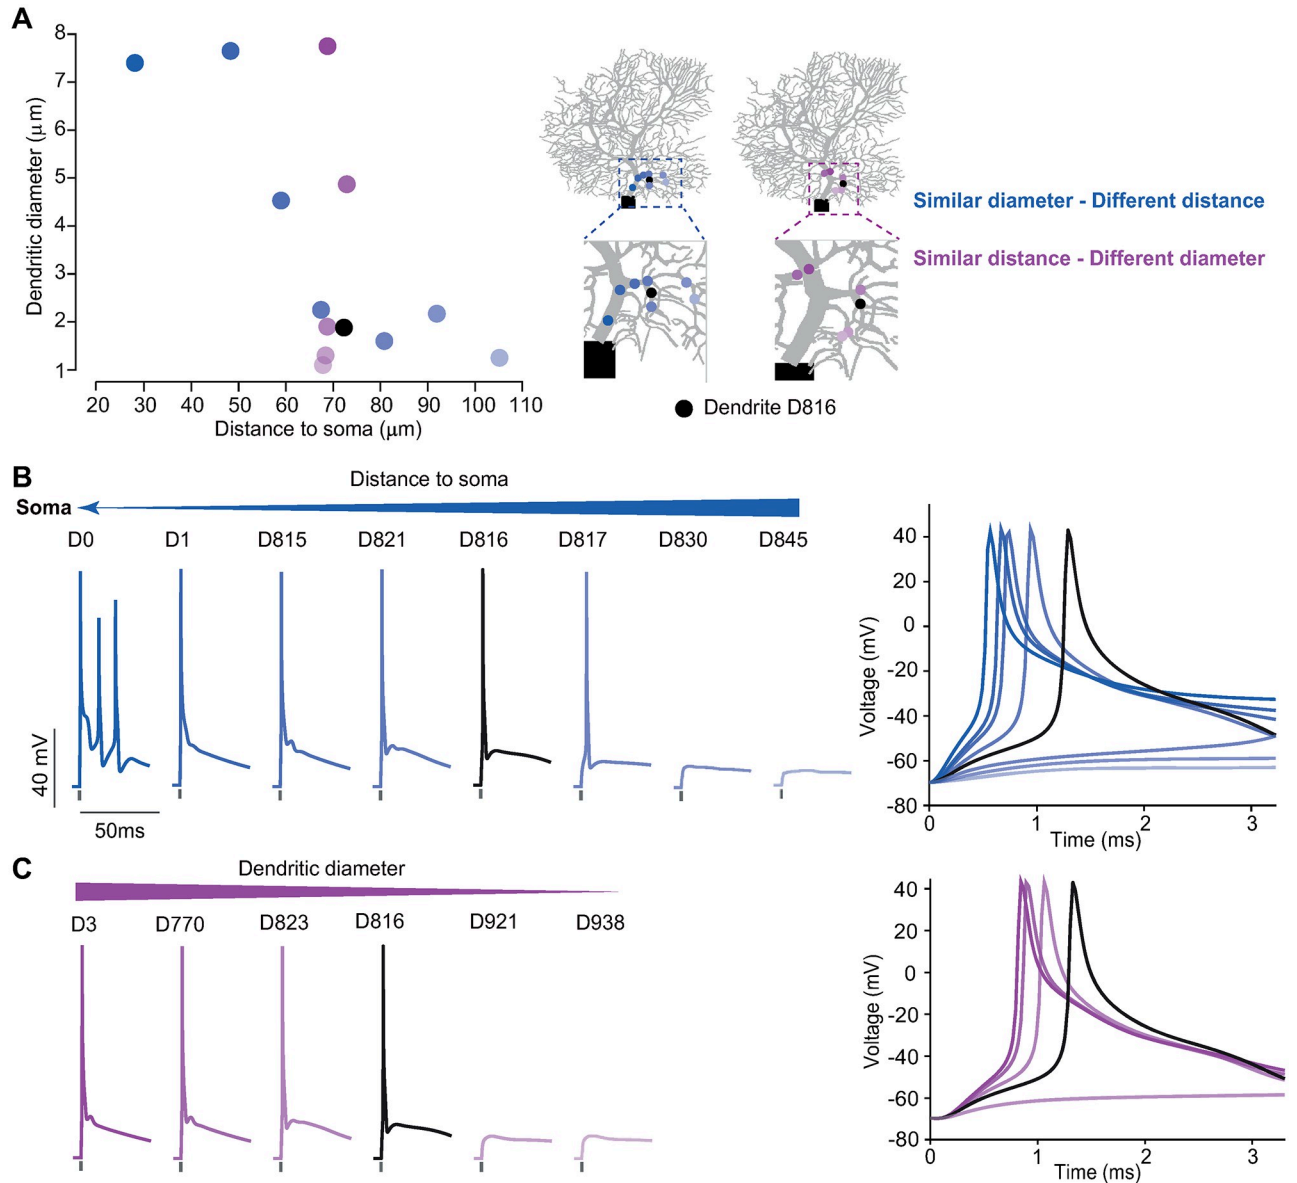 A
8
7
6
5
4
3
2
1
Dendritic diameter (μm)
20 30 40 50 60 70 80 90 100 110
Distance to soma (μm)
Similar diameter - Different distance
Similar distance - Different diameter
Dendrite D816
B
Distance to soma
Soma
D0 D1 D815 D821 D816 D817 D830 D845
40 mV
50ms
40
20
0
-20
-40
-60
-80
Voltage (mV)
0 1 2 3
Time (ms)
C
Dendritic diameter
D3 D770 D823 D816 D921 D938
40
20
0
-20
-40
-60
-80
Voltage (mV)
0 1 2 3
Time (ms)